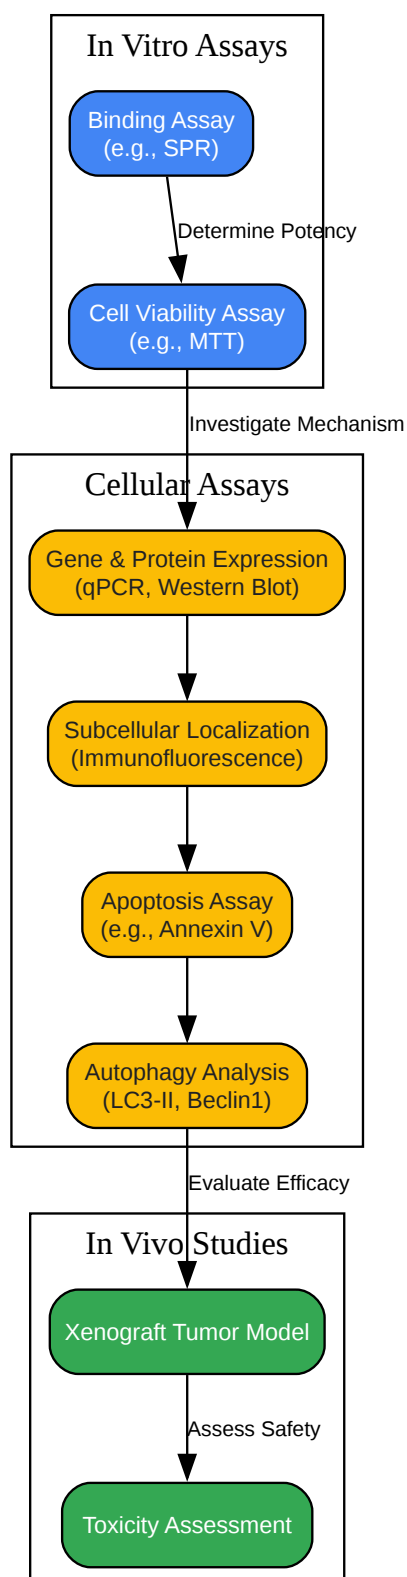 In Vitro Assays
Binding Assay
(e.g., SPR)
Determine Potency
Cell Viability Assay
(e.g., MTT)
Investigate Mechanism
Cellular Assays
Gene & Protein Expression
(qPCR, Western Blot)
Subcellular Localization
(Immunofluorescence)
Apoptosis Assay
(e.g., Annexin V)
Autophagy Analysis
(LC3-II, Beclin1)
Evaluate Efficacy
In Vivo Studies
Xenograft Tumor Model
Assess Safety
Toxicity Assessment